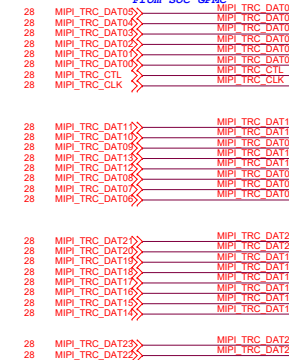 From SOC GPMC
28 MIPI_TRC_DAT05 MIPI_TRC_DAT0
28 MIPI_TRC_DAT04 MIPI_TRC_DAT0
28 MIPI_TRC_DAT03 MIPI_TRC_DAT0
28 MIPI_TRC_DAT02 MIPI_TRC_DAT0
28 MIPI_TRC_DAT01 MIPI_TRC_DAT0
28 MIPI_TRC_DAT00 MIPI_TRC_DAT0
28 MIPI_TRC_CTL MIPI_TRC_CTL
28 MIPI_TRC_CLK MIPI_TRC_CLK
28 MIPI_TRC_DAT11 MIPI_TRC_DAT1
28 MIPI_TRC_DAT10 MIPI_TRC_DAT1
28 MIPI_TRC_DAT09 MIPI_TRC_DAT0
28 MIPI_TRC_DAT13 MIPI_TRC_DAT1
28 MIPI_TRC_DAT12 MIPI_TRC_DAT1
28 MIPI_TRC_DAT08 MIPI_TRC_DAT0
28 MIPI_TRC_DAT07 MIPI_TRC_DAT0
28 MIPI_TRC_DAT06 MIPI_TRC_DAT0
28 MIPI_TRC_DAT21 MIPI_TRC_DAT2
28 MIPI_TRC_DAT20 MIPI_TRC_DAT2
28 MIPI_TRC_DAT19 MIPI_TRC_DAT1
28 MIPI_TRC_DAT18 MIPI_TRC_DAT1
28 MIPI_TRC_DAT17 MIPI_TRC_DAT1
28 MIPI_TRC_DAT16 MIPI_TRC_DAT1
28 MIPI_TRC_DAT15 MIPI_TRC_DAT1
28 MIPI_TRC_DAT14 MIPI_TRC_DAT1
28 MIPI_TRC_DAT23 MIPI_TRC_DAT2
28 MIPI_TRC_DAT22 MIPI_TRC_DAT2